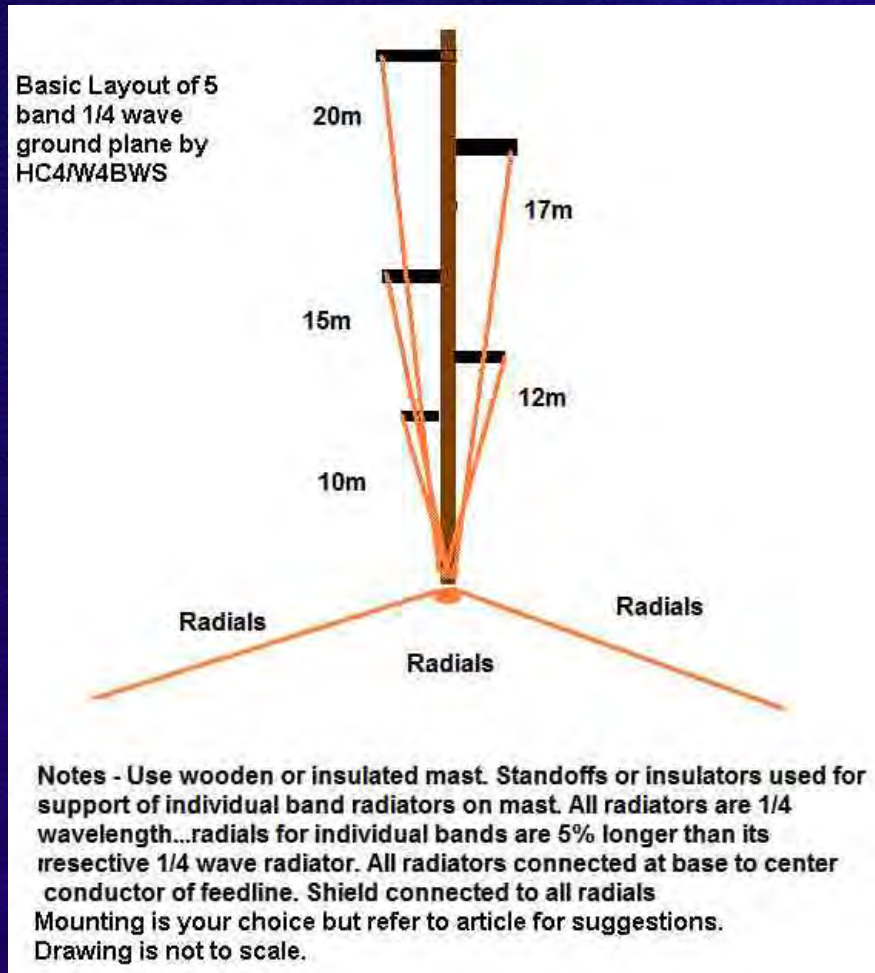 Basic Layout of 5
band 1/4 wave
ground plane by
HC4/W4BWS
20m
17m
15m
12m
10m
Radials
Radials
Radials
Notes - Use wooden or insulated mast. Standoffs or insulators used for
support of individual band radiators on mast. All radiators are 1/4
wavelength...radials for individual bands are 5% longer than its
rresective 1/4 wave radiator. All radiators connected at base to center
conductor of feedline. Shield connected to all radials
Mounting is your choice but refer to article for suggestions.
Drawing is not to scale.